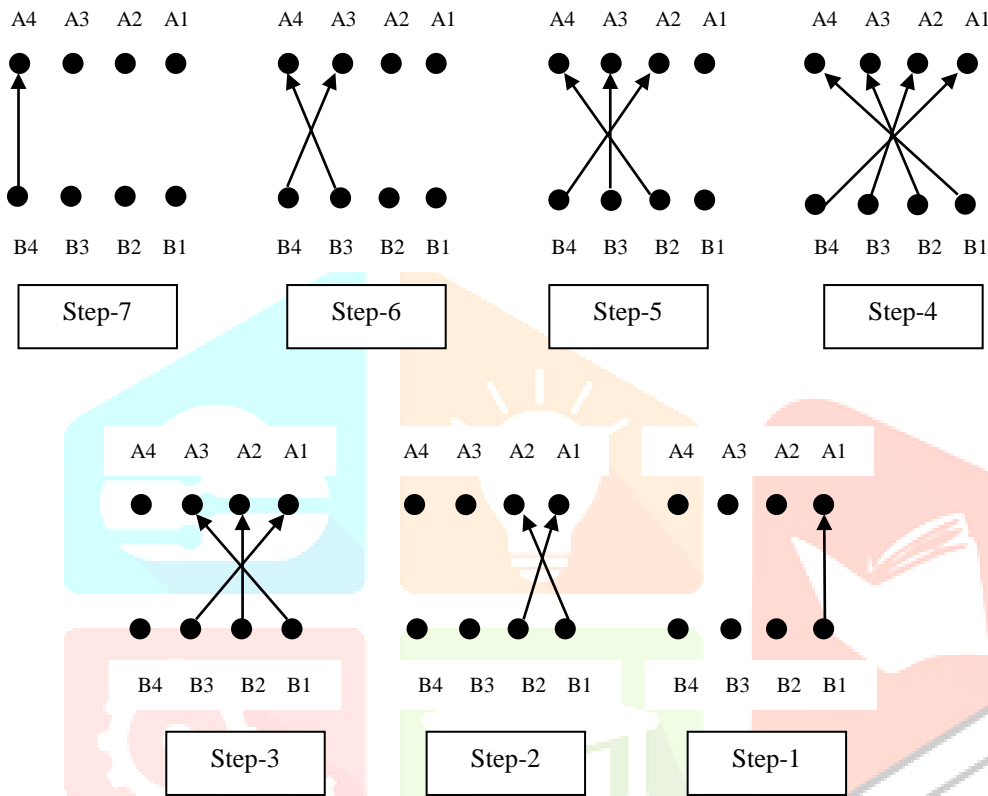 A4 A3 A2 A1 A4 A3 A2 A1 A4 A3 A2 A1 A4 A3 A2 A1
B4 B3 B2 B1 B4 B3 B2 B1 B4 B3 B2 B1 B4 B3 B2 B1
Step-7 Step-6 Step-5 Step-4
A4 A3 A2 A1 A4 A3 A2 A1 A4 A3 A2 A1
B4 B3 B2 B1 B4 B3 B2 B1 B4 B3 B2 B1
Step-3 Step-2 Step-1